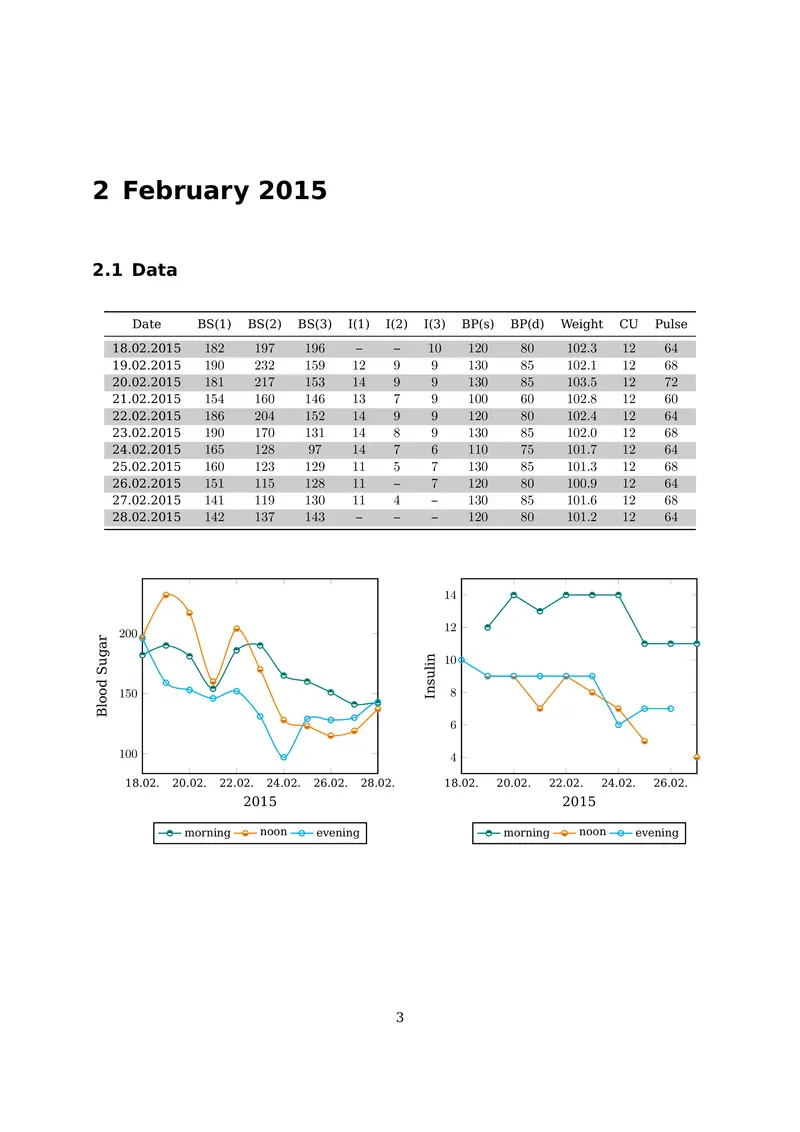 2 February 2015
2.1 Data
Date BS(1) BS(2) BS(3) I(1) I(2) I(3) BP(s) BP(d) Weight CU Pulse
18.02.2015 182 197 196 – – 10 120 80 102.3 12 64
19.02.2015 190 232 159 12 9 9 130 85 102.1 12 68
20.02.2015 181 217 153 14 9 9 130 85 103.5 12 72
21.02.2015 154 160 146 13 7 9 100 60 102.8 12 60
22.02.2015 186 204 152 14 9 9 120 80 102.4 12 64
23.02.2015 190 170 131 14 8 9 130 85 102.0 12 68
24.02.2015 165 128 97 14 7 6 110 75 101.7 12 64
25.02.2015 160 123 129 11 5 7 130 85 101.3 12 68
26.02.2015 151 115 128 11 – 7 120 80 100.9 12 64
27.02.2015 141 119 130 11 4 – 130 85 101.6 12 68
28.02.2015 142 137 143 – – – 120 80 101.2 12 64
Blood Sugar
200
150
100
18.02. 20.02. 22.02. 24.02. 26.02. 28.02.
2015
morning noon evening
Insulin
14
12
10
8
6
4
18.02. 20.02. 22.02. 24.02. 26.02.
2015
morning noon evening
3